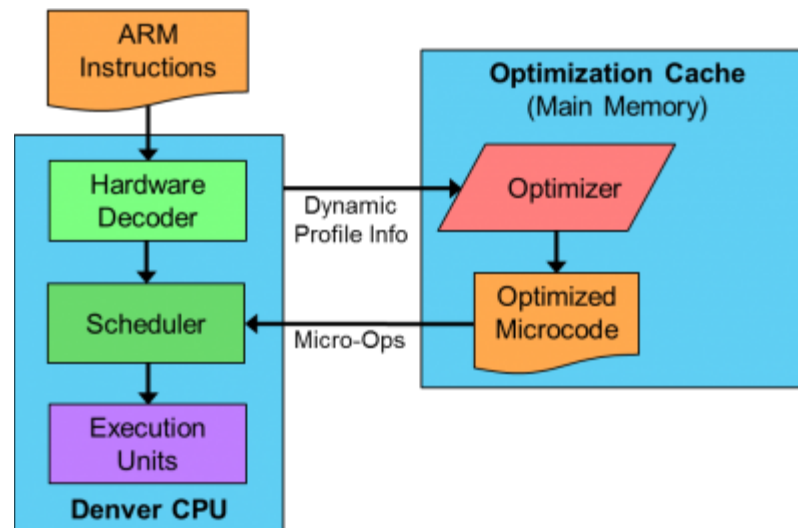 ARM
Instructions
Optimization Cache
(Main Memory)
Hardware
Decoder
Dynamic
Profile Info
Optimizer
Scheduler
Micro-Ops
Optimized
Microcode
Execution
Units
Denver CPU